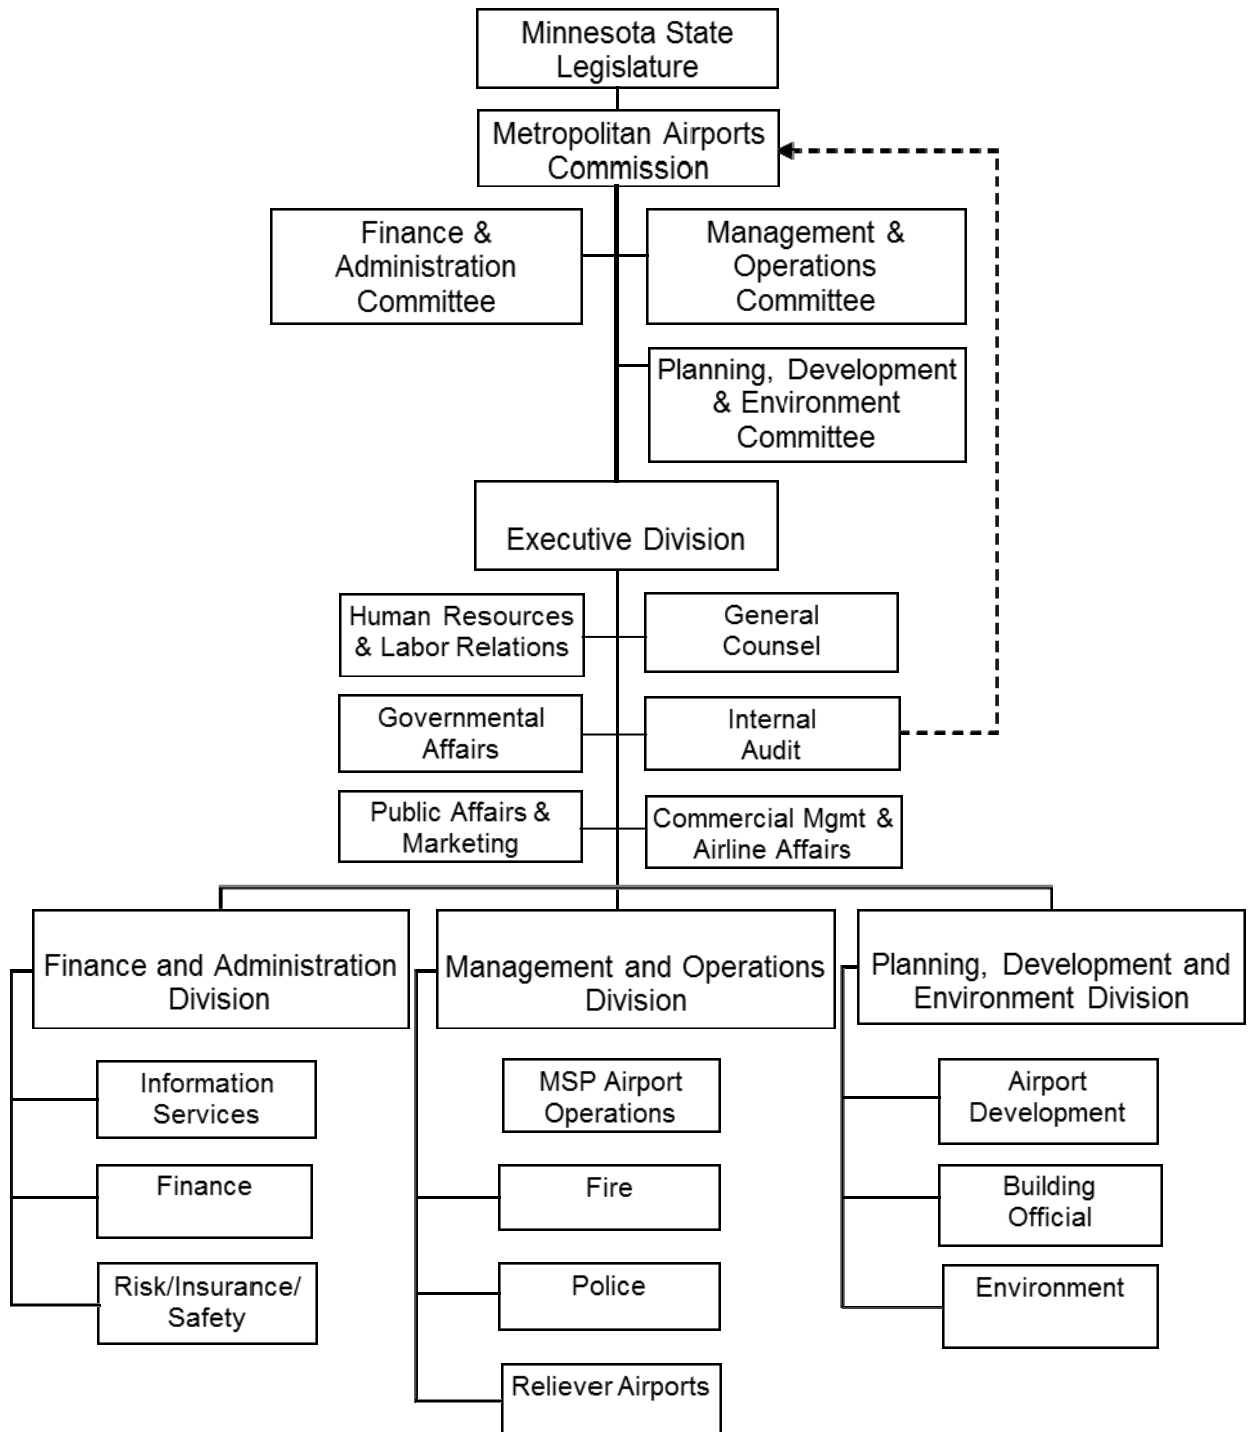 Minnesota State
Legislature
Metropolitan Airports
Commission
Finance &
Administration
Committee
Management &
Operations
Committee
Planning, Development
& Environment
Committee
Executive Division
Human Resources
& Labor Relations
General
Counsel
Governmental
Affairs
Internal
Audit
Public Affairs &
Marketing
Commercial Mgmt &
Airline Affairs
Finance and Administration
Division
Management and Operations
Division
Planning, Development and
Environment Division
Information
Services
Finance
Risk/Insurance/
Safety
MSP Airport
Operations
Fire
Police
Reliever Airports
Airport
Development
Building
Official
Environment